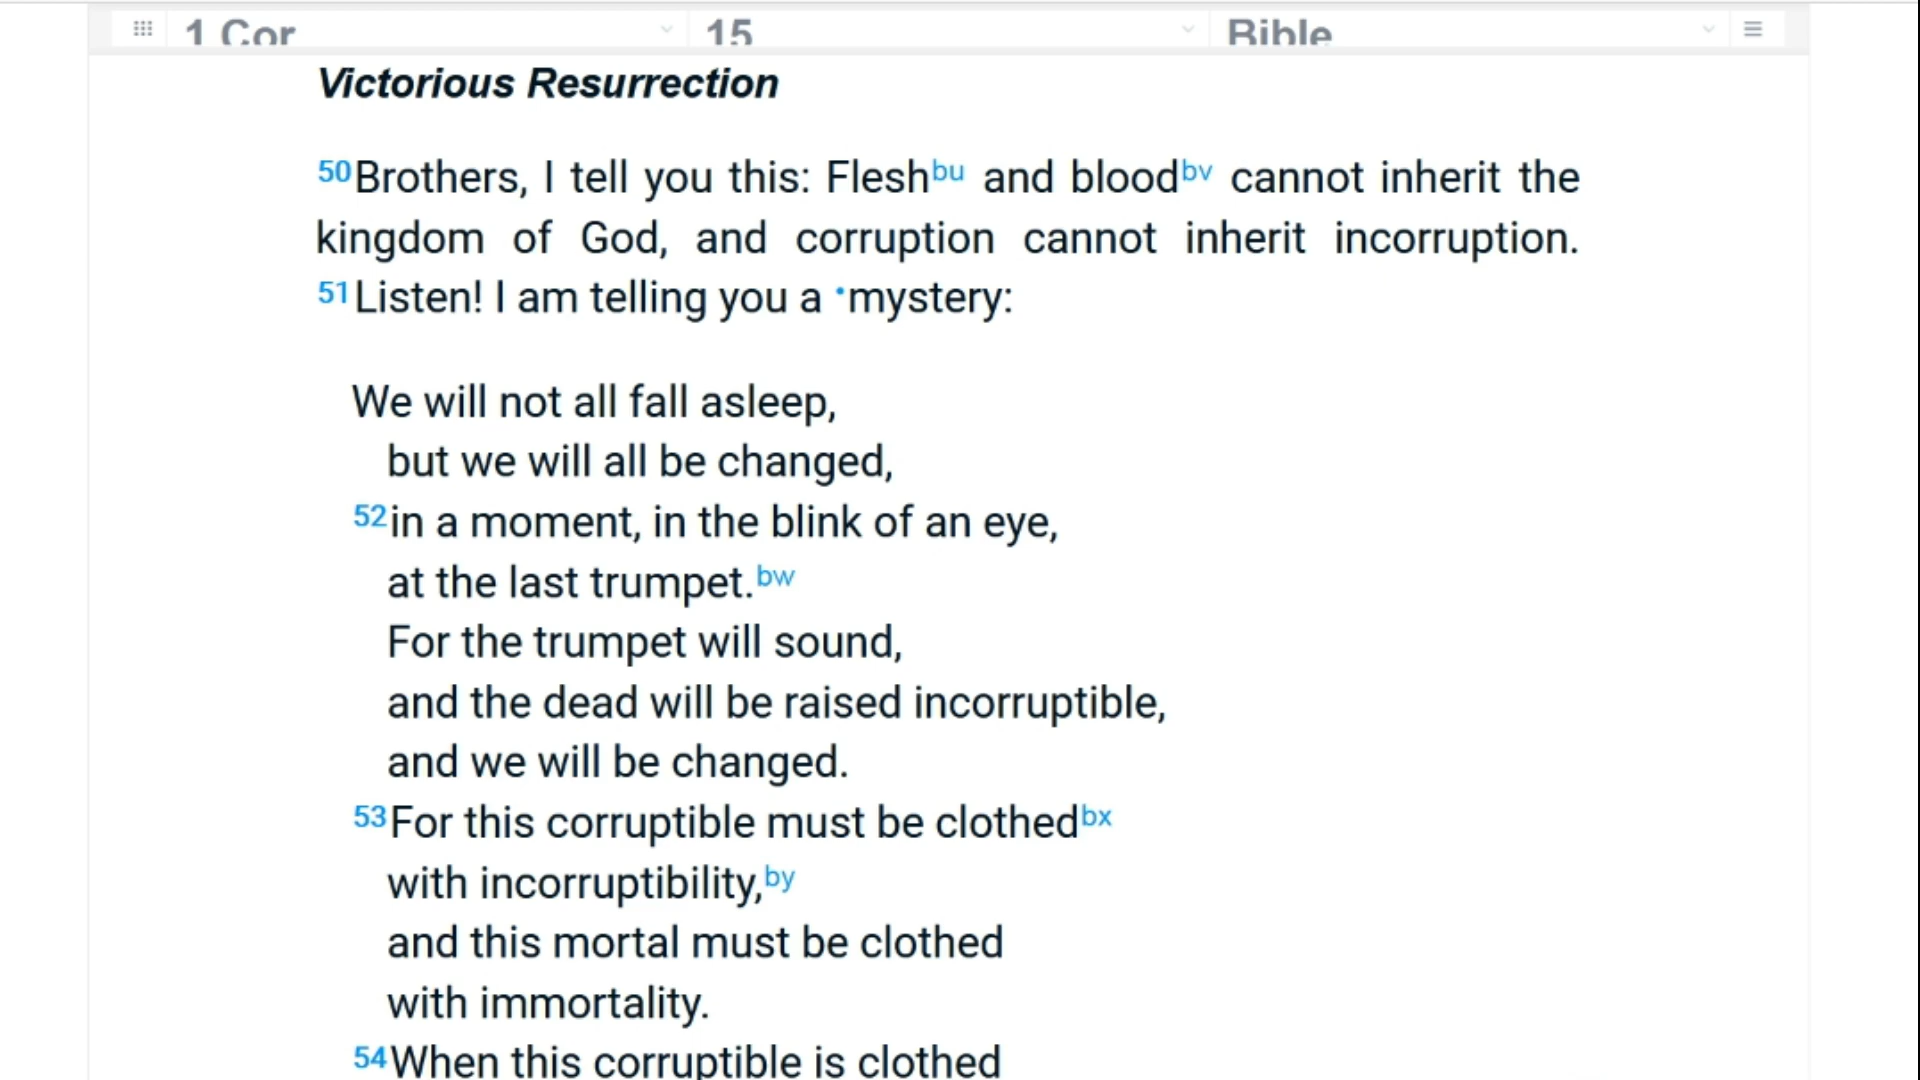 1 Cor 15 Bible
Victorious Resurrection
50Brothers, I tell you this: Fleshbu and bloodbv cannot inherit the
kingdom of God, and corruption cannot inherit incorruption.
51Listen! I am telling you a •mystery:
We will not all fall asleep,
but we will all be changed,
52in a moment, in the blink of an eye,
at the last trumpet.bw
For the trumpet will sound,
and the dead will be raised incorruptible,
and we will be changed.
53For this corruptible must be clothedbx
with incorruptibility,by
and this mortal must be clothed
with immortality.
54When this corruptible is clothed